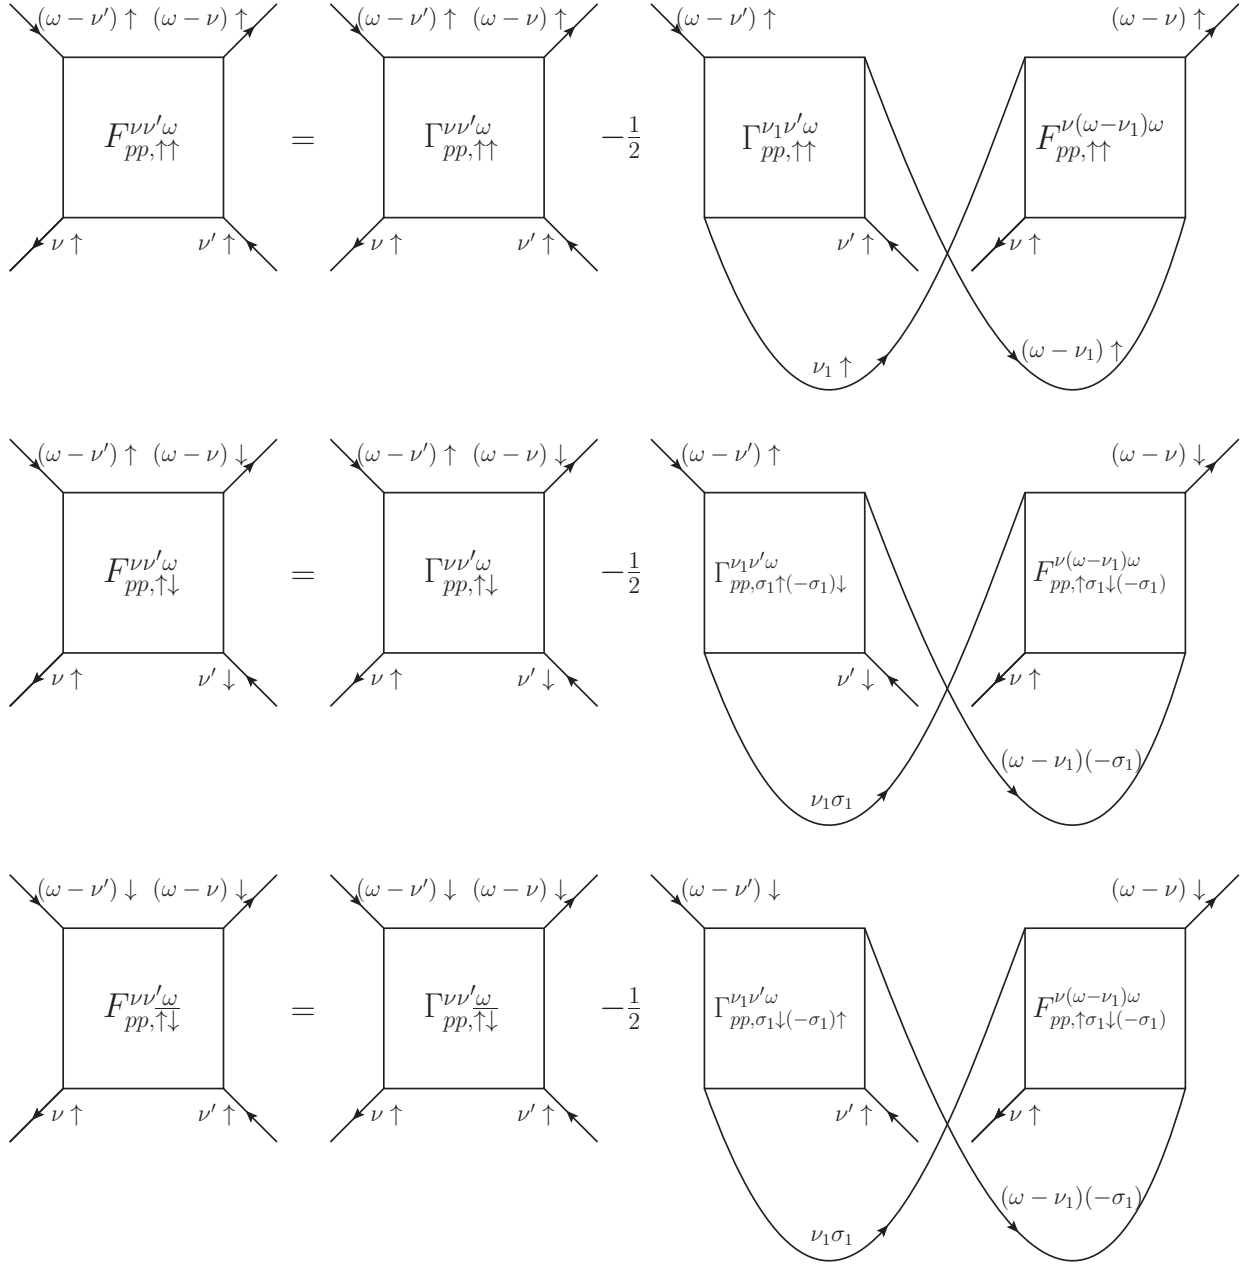 (ω − ν′) ↑ (ω − ν) ↑ (ω − ν′) ↑ (ω − ν) ↑ (ω − ν′) ↑ (ω − ν) ↑
F^{νν′ω}_{pp,↑↑} = Γ^{νν′ω}_{pp,↑↑} −1/2 Γ^{ν₁ν′ω}_{pp,↑↑} F^{ν(ω−ν₁)ω}_{pp,↑↑}
ν ↑ ν′ ↑ ν ↑ ν′ ↑ ν′ ↑ ν ↑
(ω − ν₁) ↑
ν₁ ↑
(ω − ν′) ↑ (ω − ν) ↓ (ω − ν′) ↑ (ω − ν) ↓ (ω − ν′) ↑ (ω − ν) ↓
F^{νν′ω}_{pp,↑↓} = Γ^{νν′ω}_{pp,↑↓} −1/2 Γ^{ν₁ν′ω}_{pp,σ₁↑(−σ₁)↓} F^{ν(ω−ν₁)ω}_{pp,↑σ₁↓(−σ₁)}
ν ↑ ν′ ↓ ν ↑ ν′ ↓ ν′ ↓ ν ↑
(ω − ν₁)(−σ₁)
ν₁σ₁
(ω − ν′) ↓ (ω − ν) ↓ (ω − ν′) ↓ (ω − ν) ↓ (ω − ν′) ↓ (ω − ν) ↓
F^{νν′ω}_{pp,\overline{↑↓}} = Γ^{νν′ω}_{pp,\overline{↑↓}} −1/2 Γ^{ν₁ν′ω}_{pp,σ₁↓(−σ₁)↑} F^{ν(ω−ν₁)ω}_{pp,↑σ₁↓(−σ₁)}
ν ↑ ν′ ↑ ν ↑ ν′ ↑ ν′ ↑ ν ↑
(ω − ν₁)(−σ₁)
ν₁σ₁